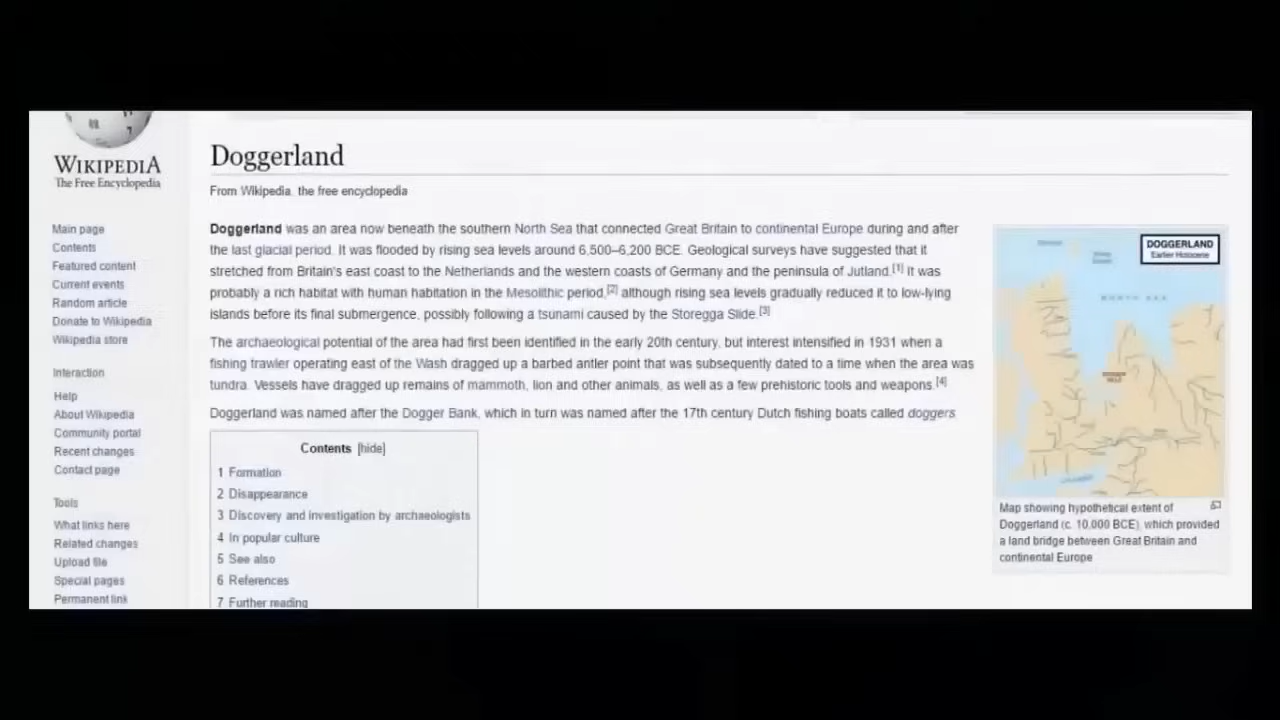 WIKIPEDIA
The Free Encyclopedia
Main page
Contents
Featured content
Current events
Random article
Donate to Wikipedia
Wikipedia store
Interaction
Help
About Wikipedia
Community portal
Recent changes
Contact page
Tools
What links here
Related changes
Upload file
Special pages
Permanent link
Doggerland
From Wikipedia, the free encyclopedia
Doggerland was an area now beneath the southern North Sea that connected Great Britain to continental Europe during and after
the last glacial period. It was flooded by rising sea levels around 6,500–6,200 BCE. Geological surveys have suggested that it
stretched from Britain's east coast to the Netherlands and the western coasts of Germany and the peninsula of Jutland.[1] It was
probably a rich habitat with human habitation in the Mesolithic period,[2] although rising sea levels gradually reduced it to low-lying
islands before its final submergence, possibly following a tsunami caused by the Storegga Slide.[3]
The archaeological potential of the area had first been identified in the early 20th century, but interest intensified in 1931 when a
fishing trawler operating east of the Wash dragged up a barbed antler point that was subsequently dated to a time when the area was
tundra. Vessels have dragged up remains of mammoth, lion and other animals, as well as a few prehistoric tools and weapons.[4]
Doggerland was named after the Dogger Bank, which in turn was named after the 17th century Dutch fishing boats called doggers
Contents [hide]
1 Formation
2 Disappearance
3 Discovery and investigation by archaeologists
4 In popular culture
5 See also
6 References
7 Further reading
DOGGERLAND
Earlier Holocene
NORTH SEA
Map showing hypothetical extent of
Doggerland (c. 10,000 BCE), which provided
a land bridge between Great Britain and
continental Europe